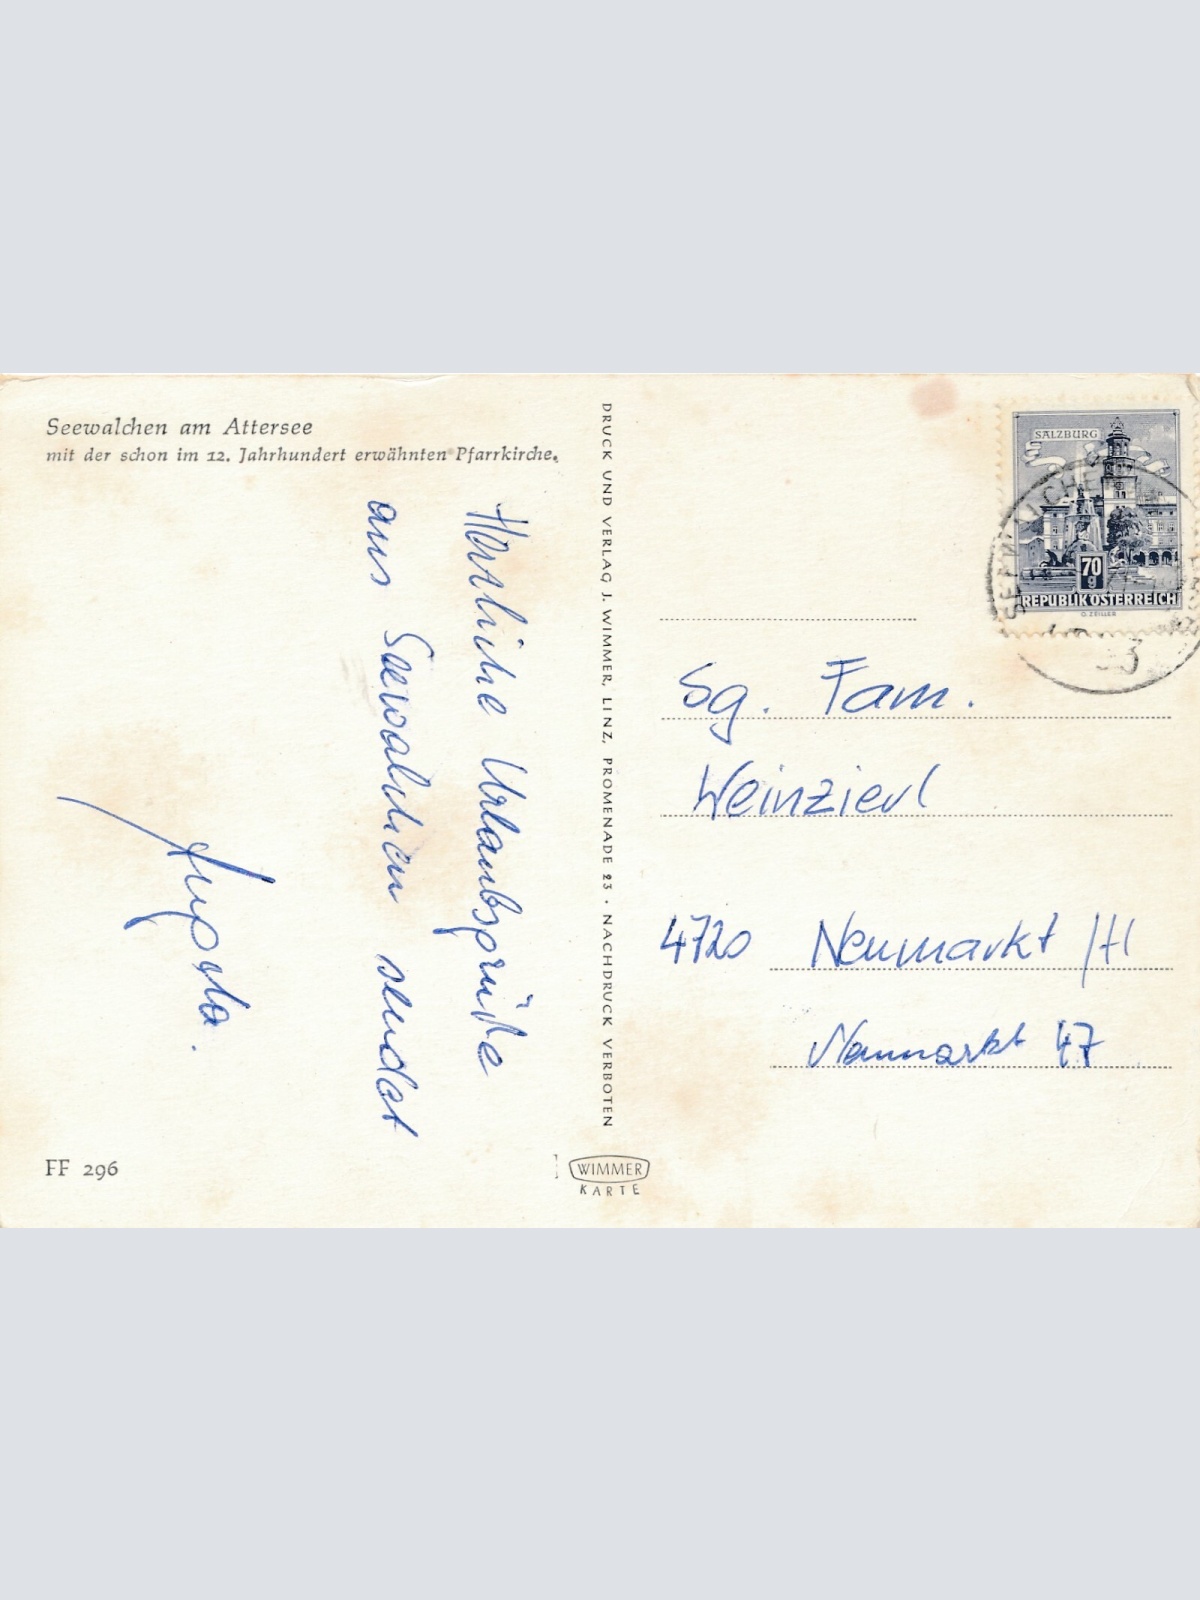 Seewalchen am Attersee
mit der schon im 12. Jahrhundert erwähnten Pfarrkirche.
Herzliche Urlaubsgrüße
aus Seewalchen sendet
FF 296
DRUCK UND VERLAG J. WIMMER, LINZ, PROMENADE 23 · NACHDRUCK VERBOTEN
WIMMER
KARTE
SALZBURG
70
g
REPUBLIK ÖSTERREICH
O. ZEILLER
Sg. Fam.
Weinzierl
4720 Neumarkt /H
Neumarkt 47